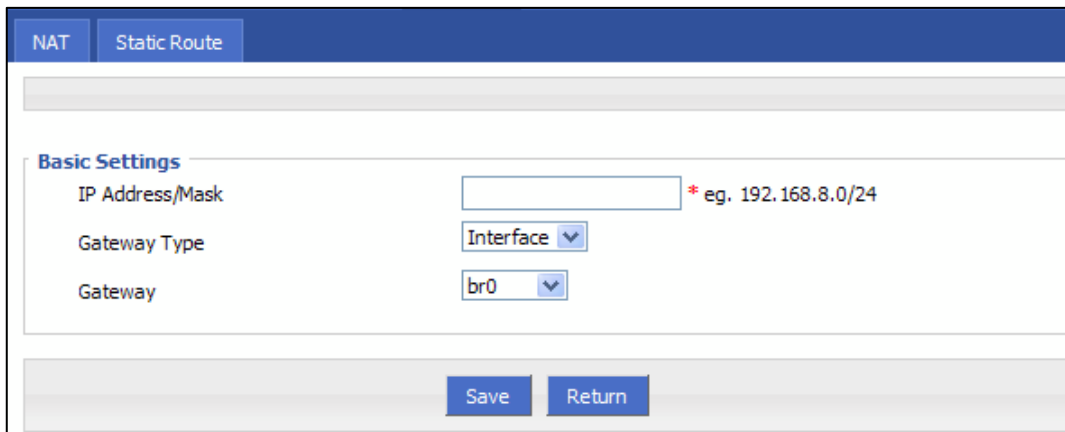 NAT Static Route
Basic Settings
IP Address/Mask * eg. 192.168.8.0/24
Gateway Type Interface
Gateway br0
Save Return